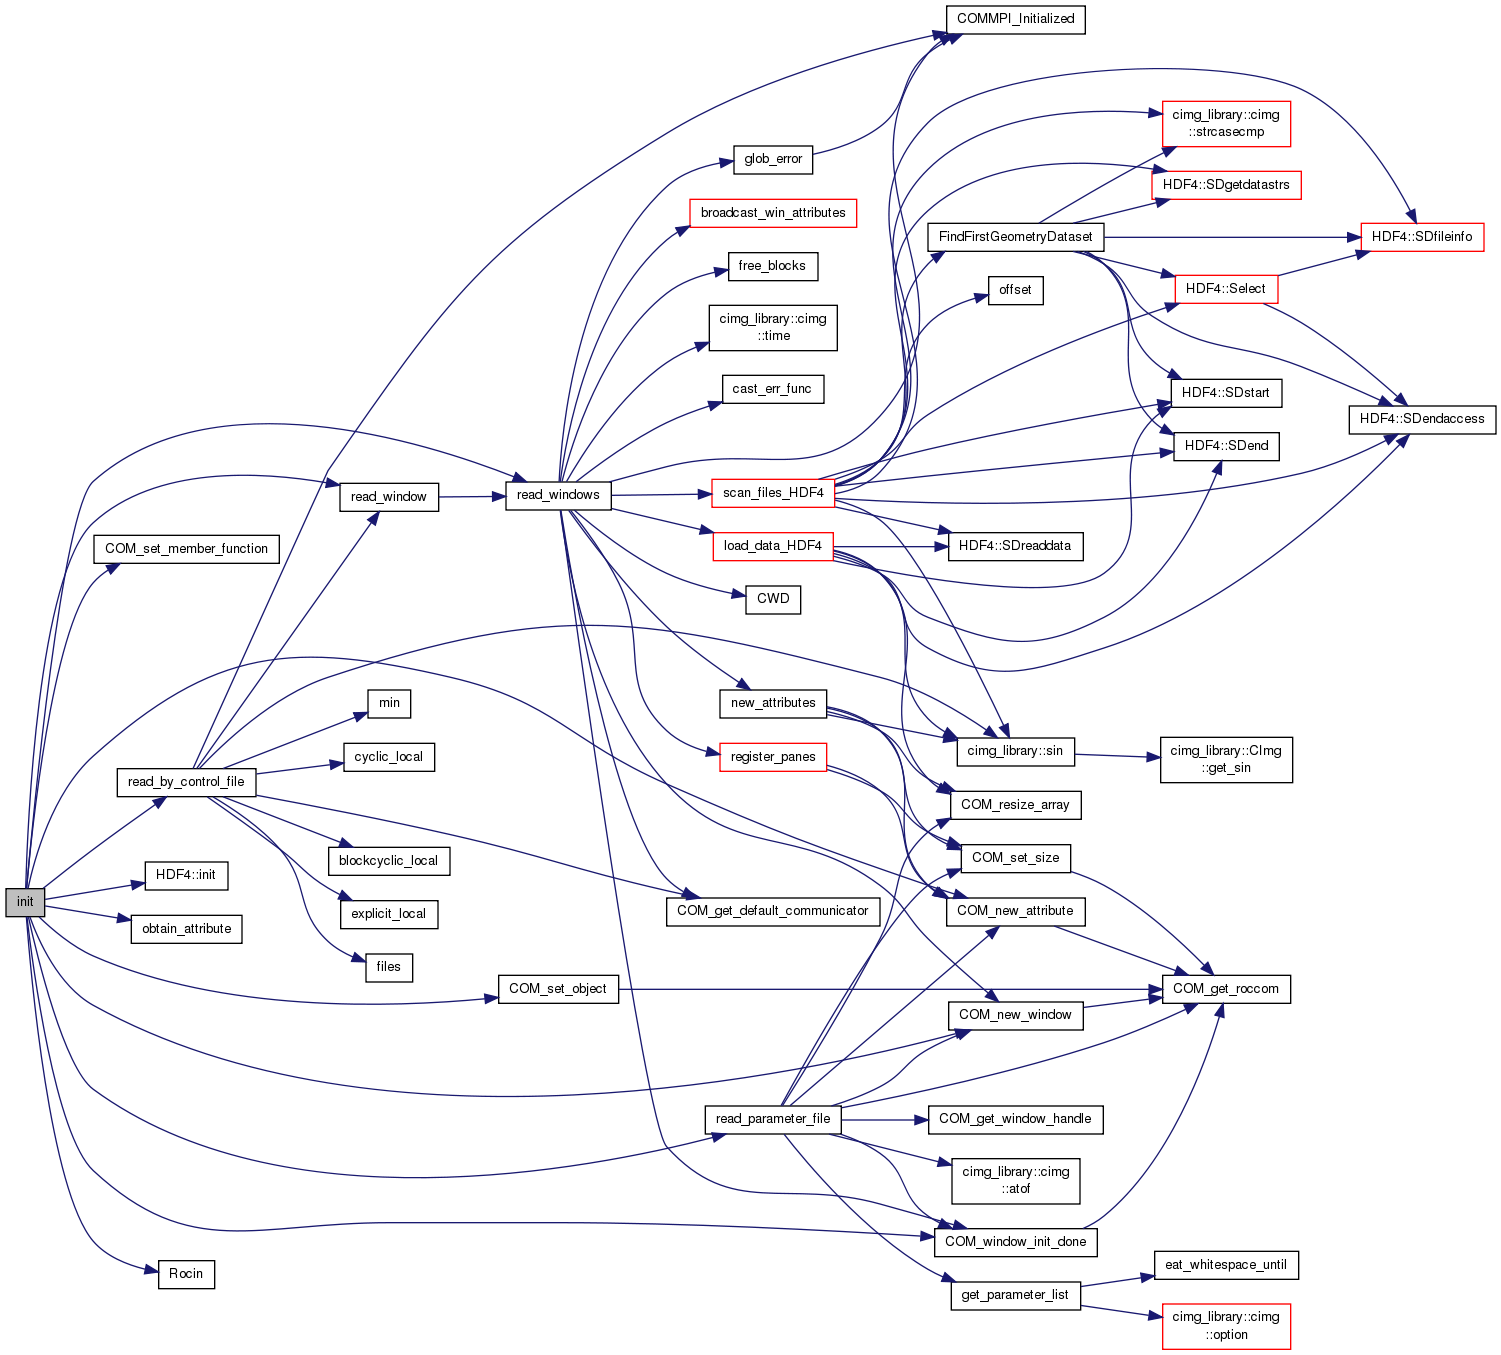 COMMPI_Initialized
cimg_library::cimg
::strcasecmp
glob_error
HDF4::SDgetdatastrs
broadcast_win_attributes
FindFirstGeometryDataset
HDF4::SDfileinfo
free_blocks
offset
HDF4::Select
cimg_library::cimg
::time
cast_err_func
HDF4::SDstart
HDF4::SDendaccess
HDF4::SDend
read_window
read_windows
scan_files_HDF4
COM_set_member_function
load_data_HDF4
HDF4::SDreaddata
CWD
min
new_attributes
cyclic_local
register_panes
cimg_library::sin
cimg_library::CImg
::get_sin
read_by_control_file
COM_resize_array
blockcyclic_local
COM_set_size
HDF4::init
init
explicit_local
COM_get_default_communicator
COM_new_attribute
obtain_attribute
files
COM_set_object
COM_get_roccom
COM_new_window
read_parameter_file
COM_get_window_handle
cimg_library::cimg
::atof
COM_window_init_done
Rocin
eat_whitespace_until
get_parameter_list
cimg_library::cimg
::option